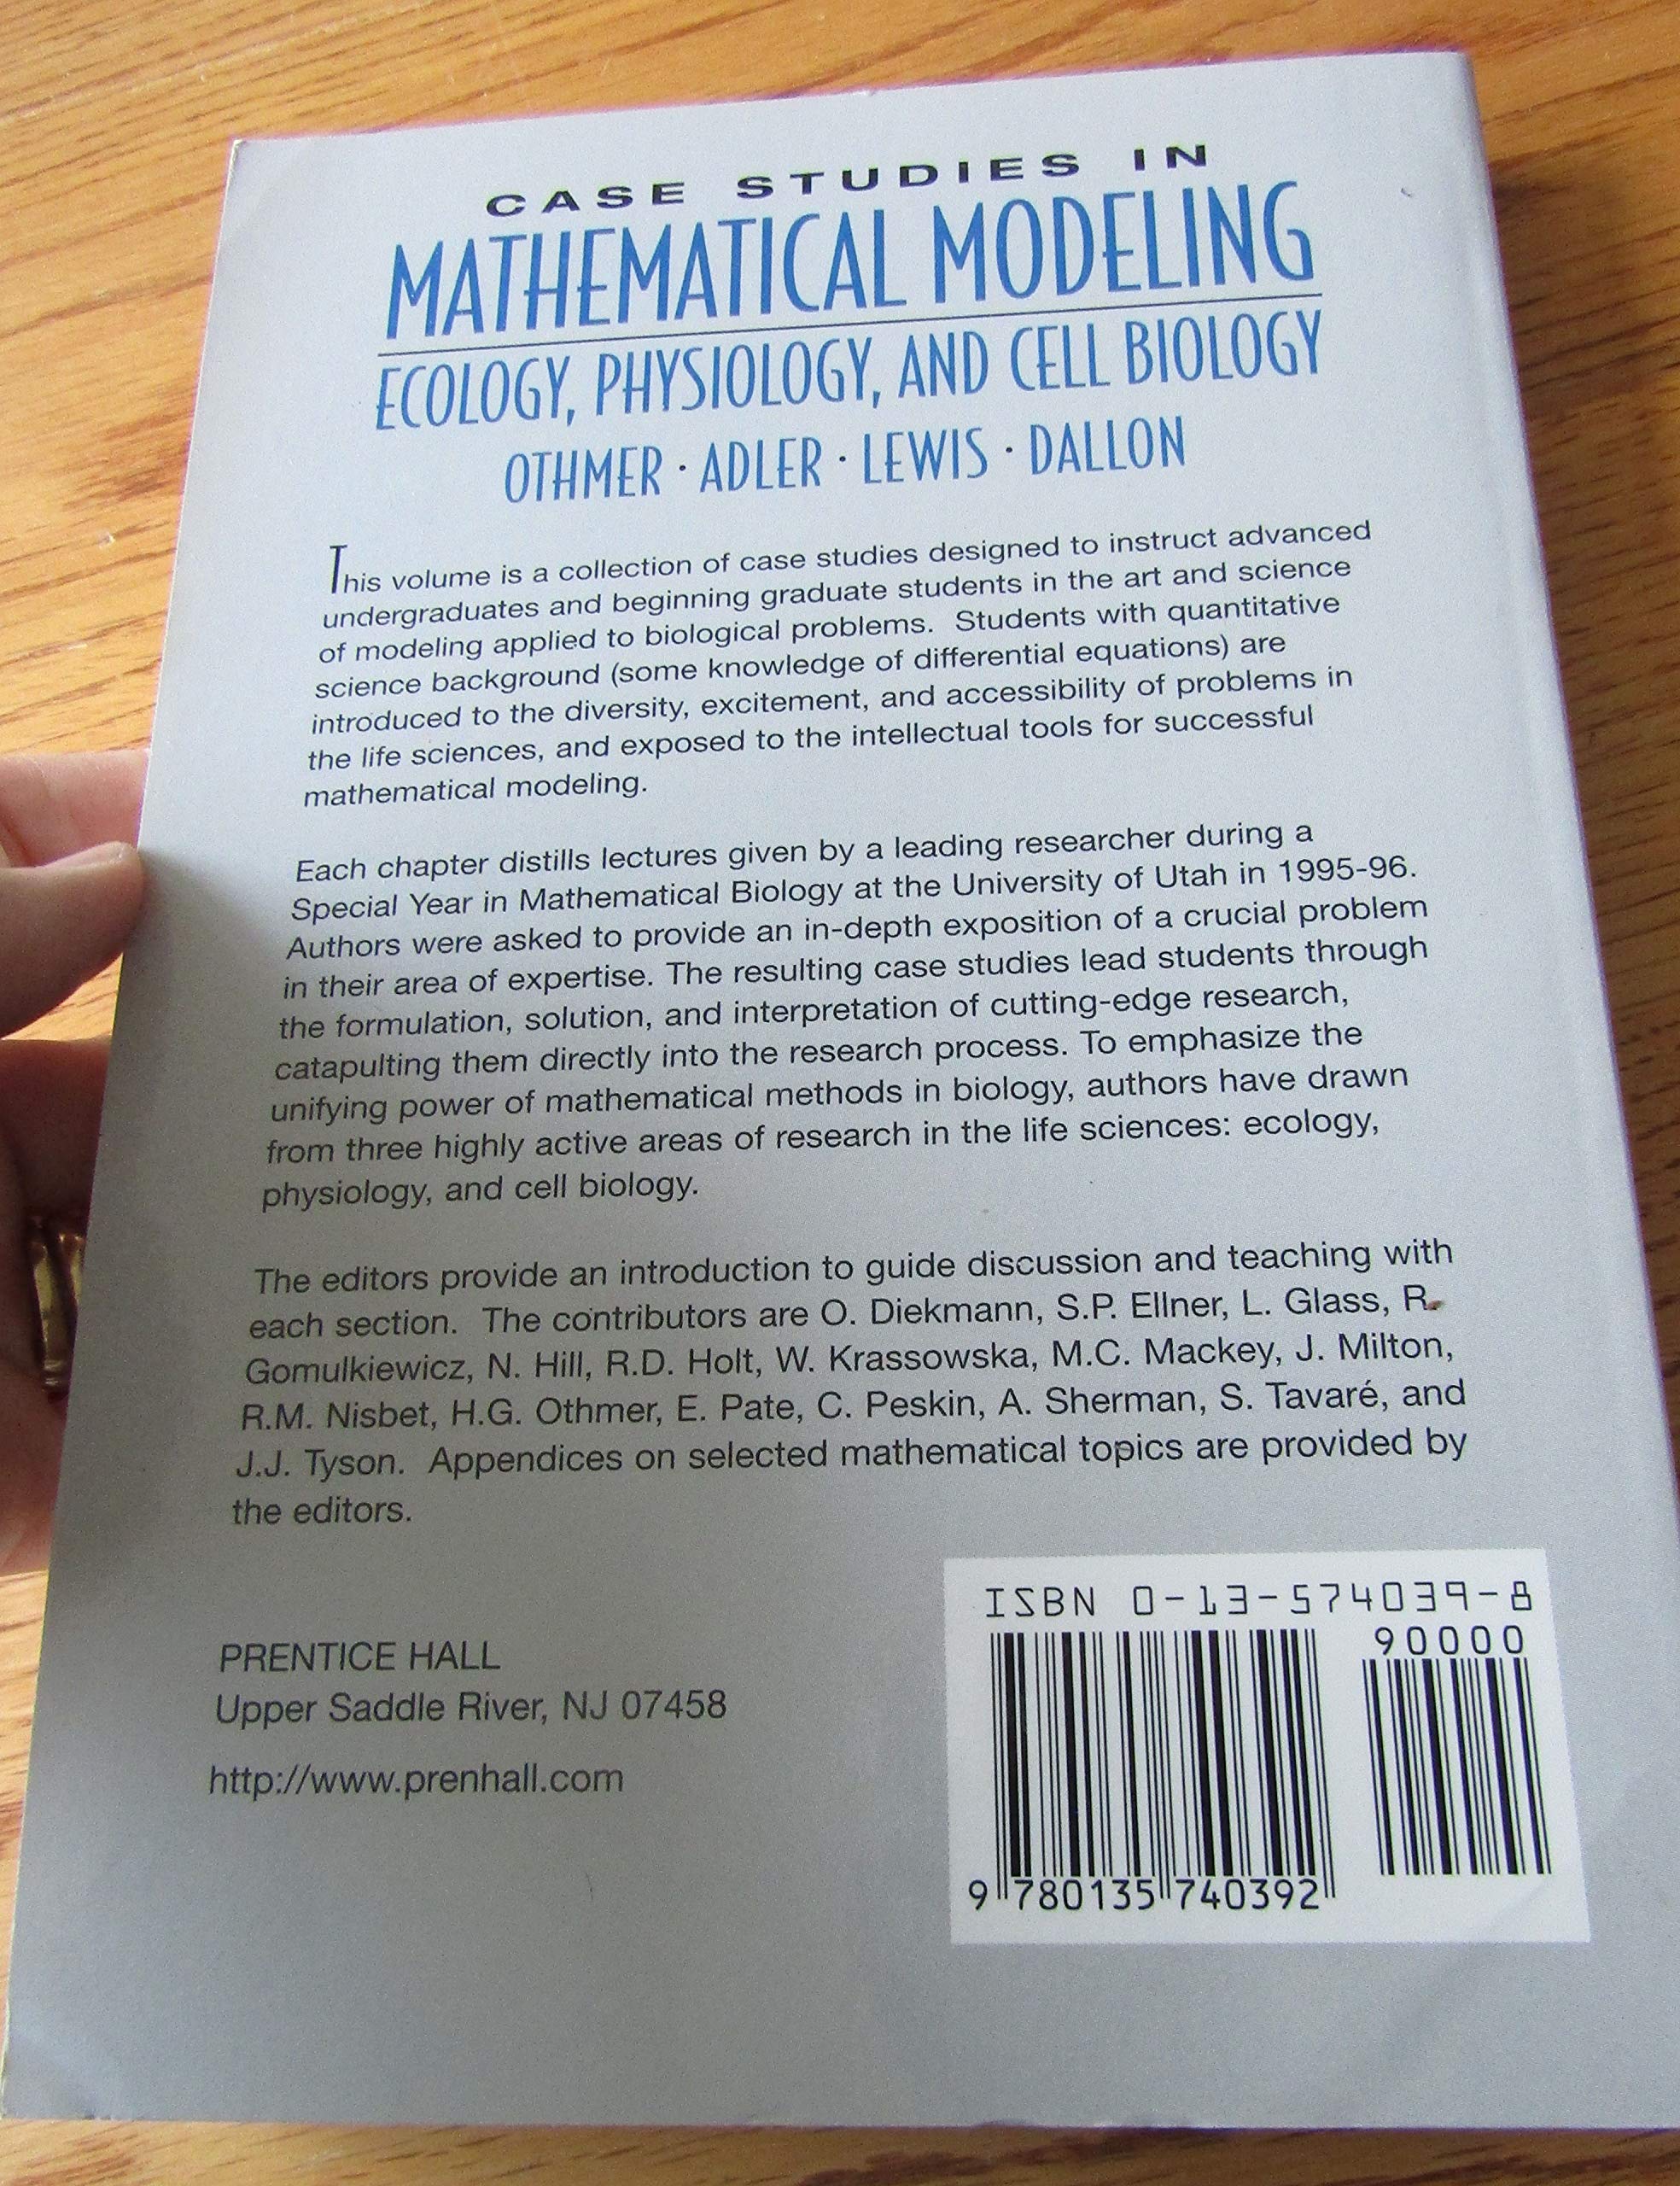 CASE STUDIES IN
MATHEMATICAL MODELING
ECOLOGY, PHYSIOLOGY, AND CELL BIOLOGY
OTHMER · ADLER · LEWIS · DALLON
This volume is a collection of case studies designed to instruct advanced
undergraduates and beginning graduate students in the art and science
of modeling applied to biological problems.  Students with quantitative
science background (some knowledge of differential equations) are
introduced to the diversity, excitement, and accessibility of problems in
the life sciences, and exposed to the intellectual tools for successful
mathematical modeling.
Each chapter distills lectures given by a leading researcher during a
Special Year in Mathematical Biology at the University of Utah in 1995-96.
Authors were asked to provide an in-depth exposition of a crucial problem
in their area of expertise. The resulting case studies lead students through
the formulation, solution, and interpretation of cutting-edge research,
catapulting them directly into the research process. To emphasize the
unifying power of mathematical methods in biology, authors have drawn
from three highly active areas of research in the life sciences: ecology,
physiology, and cell biology.
The editors provide an introduction to guide discussion and teaching with
each section.  The contributors are O. Diekmann, S.P. Ellner, L. Glass, R.
Gomulkiewicz, N. Hill, R.D. Holt, W. Krassowska, M.C. Mackey, J. Milton,
R.M. Nisbet, H.G. Othmer, E. Pate, C. Peskin, A. Sherman, S. Tavaré, and
J.J. Tyson.  Appendices on selected mathematical topics are provided by
the editors.
PRENTICE HALL
Upper Saddle River, NJ 07458
http://www.prenhall.com
ISBN 0-13-574039-8
90000
9 780135 740392